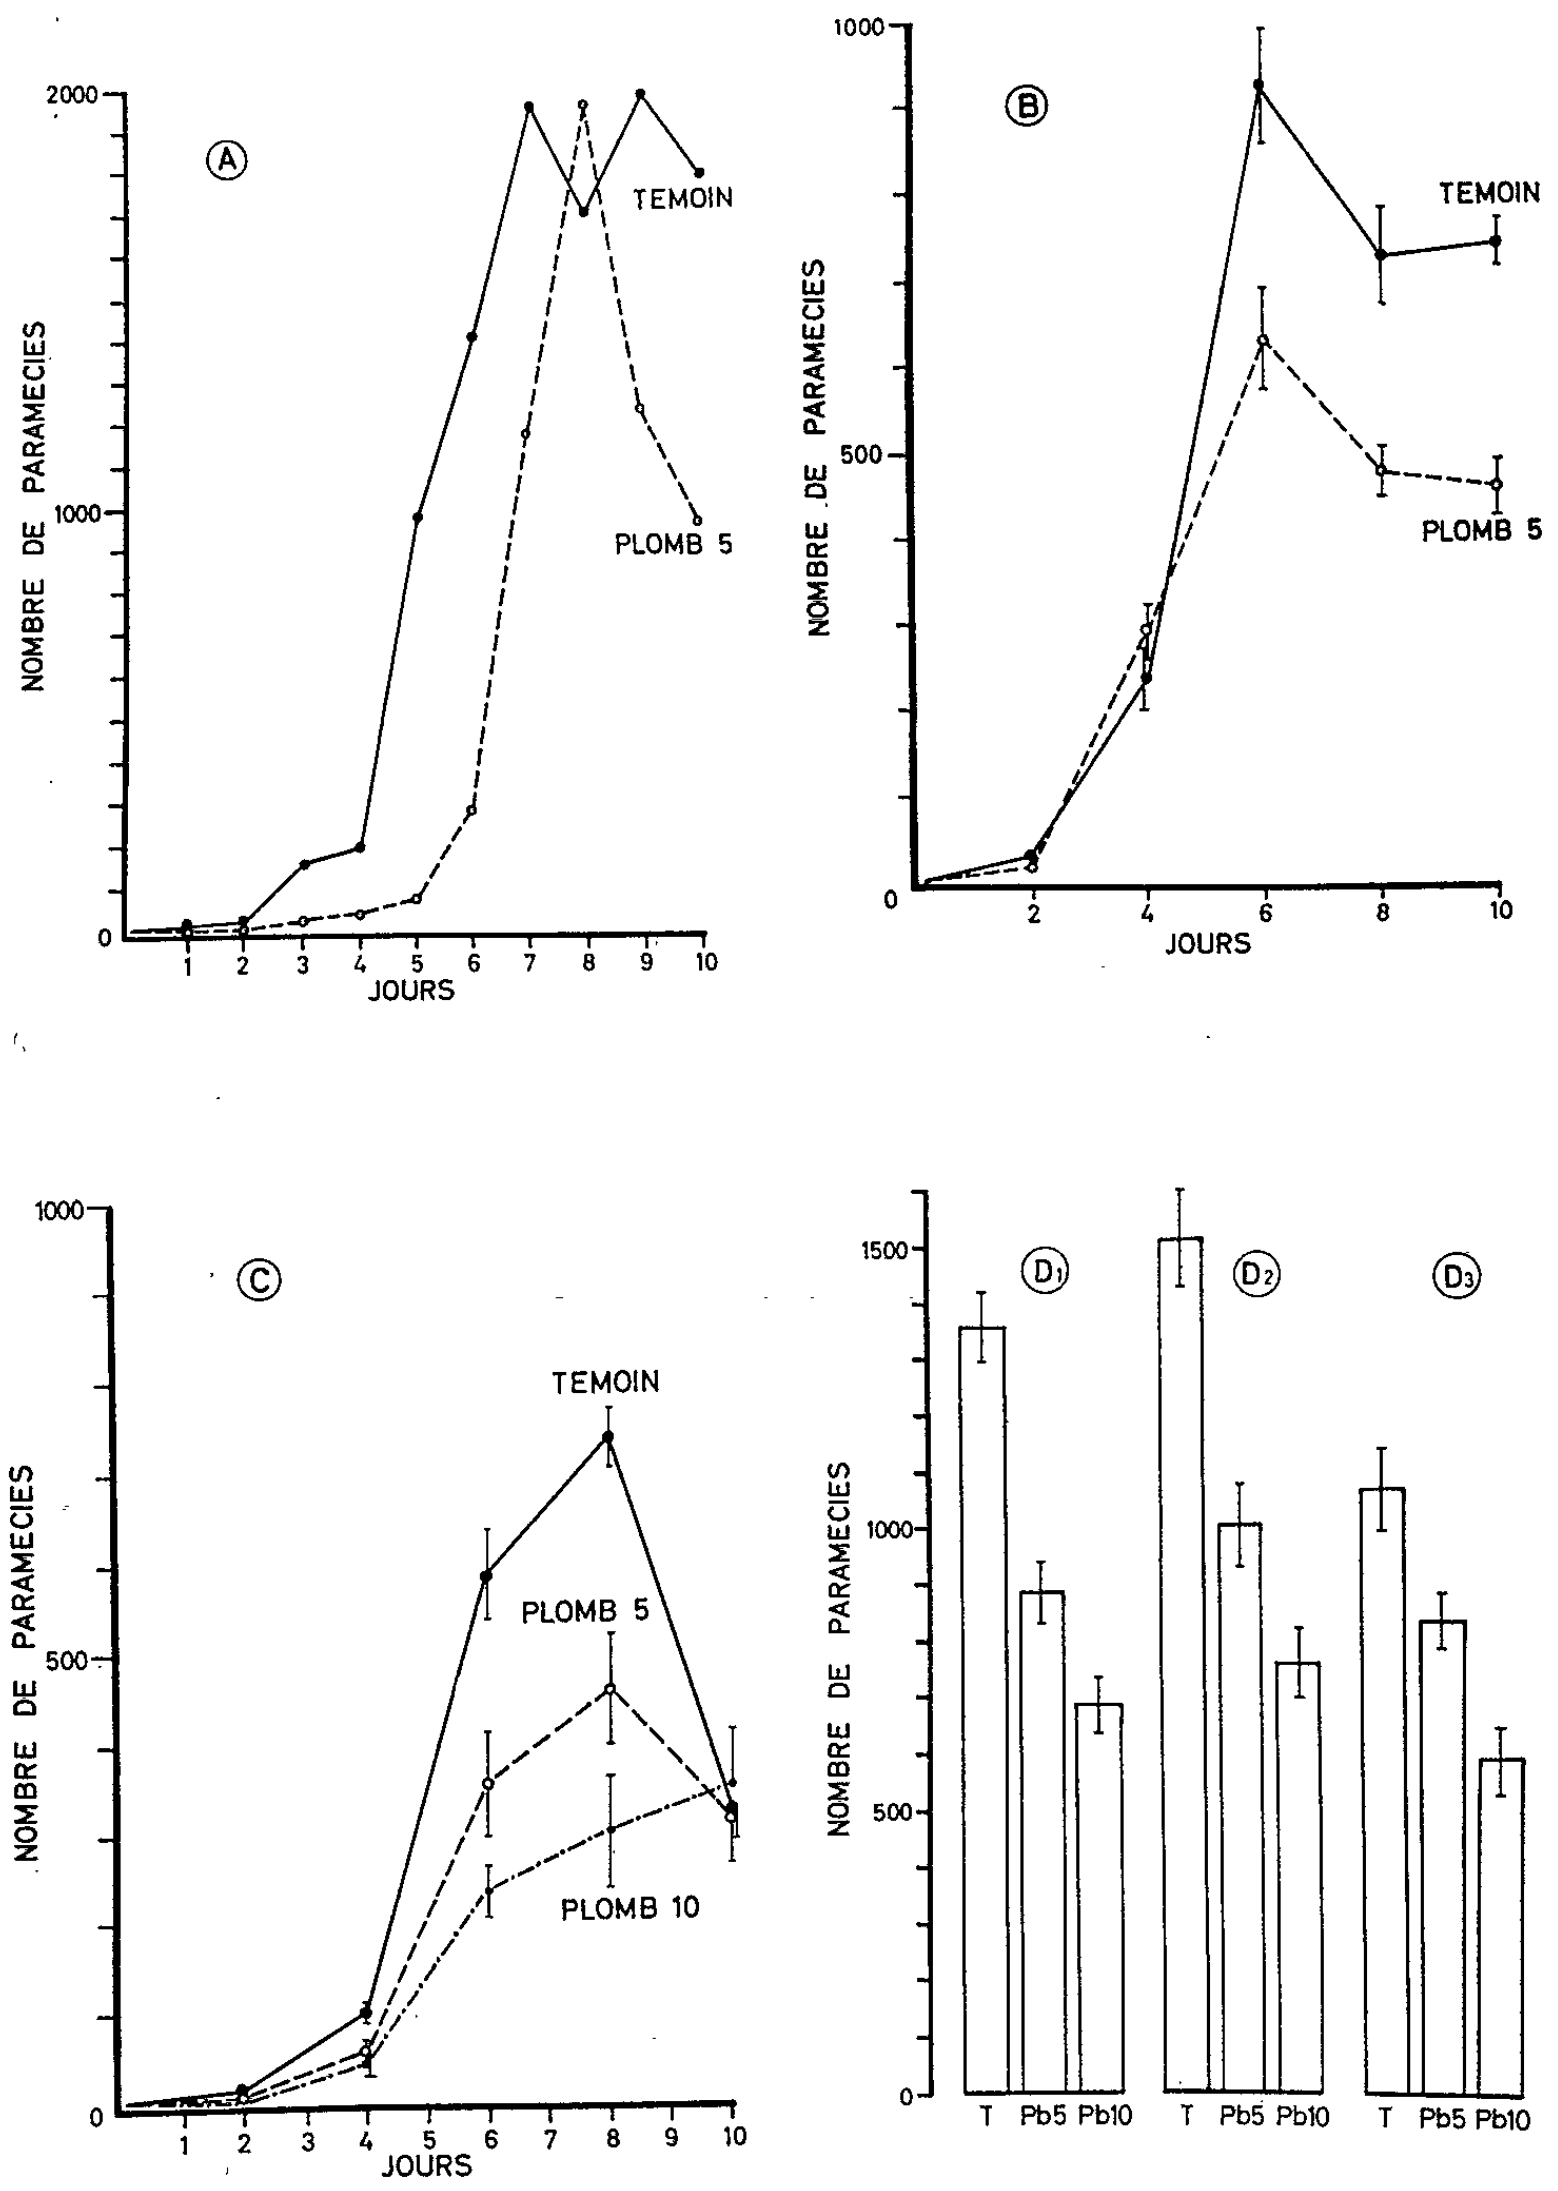 2000
A
TEMOIN
NOMBRE DE PARAMECIES
1000
PLOMB 5
0
1 2 3 4 5 6 7 8 9 10
JOURS
1000
B
TEMOIN
NOMBRE DE PARAMECIES
500
PLOMB 5
0
2 4 6 8 10
JOURS
1000
C
TEMOIN
NOMBRE DE PARAMECIES
PLOMB 5
500
PLOMB 10
0
1 2 3 4 5 6 7 8 9 10
JOURS
1500
D1 D2 D3
NOMBRE DE PARAMECIES
1000
500
0
T Pb5 Pb10 T Pb5 Pb10 T Pb5 Pb10